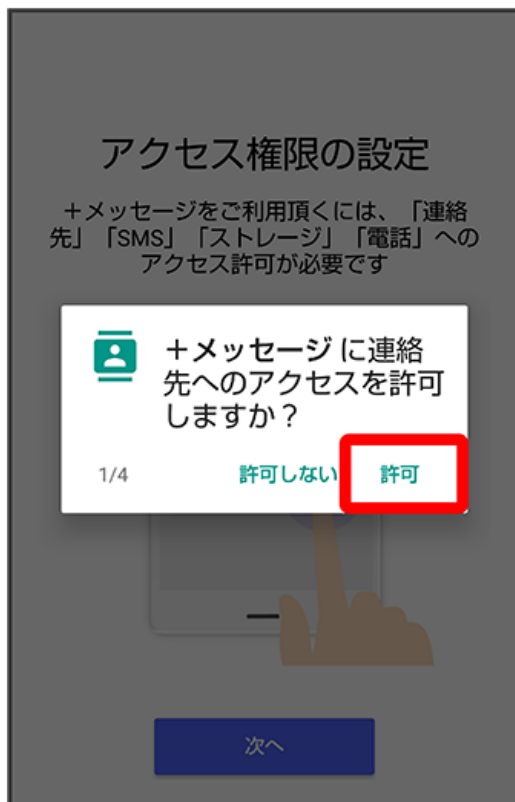 アクセス権限の設定
＋メッセージをご利用頂くには、「連絡
先」「SMS」「ストレージ」「電話」への
アクセス許可が必要です
＋メッセージ に連絡
先へのアクセスを許可
しますか？
1/4 許可しない 許可
次へ